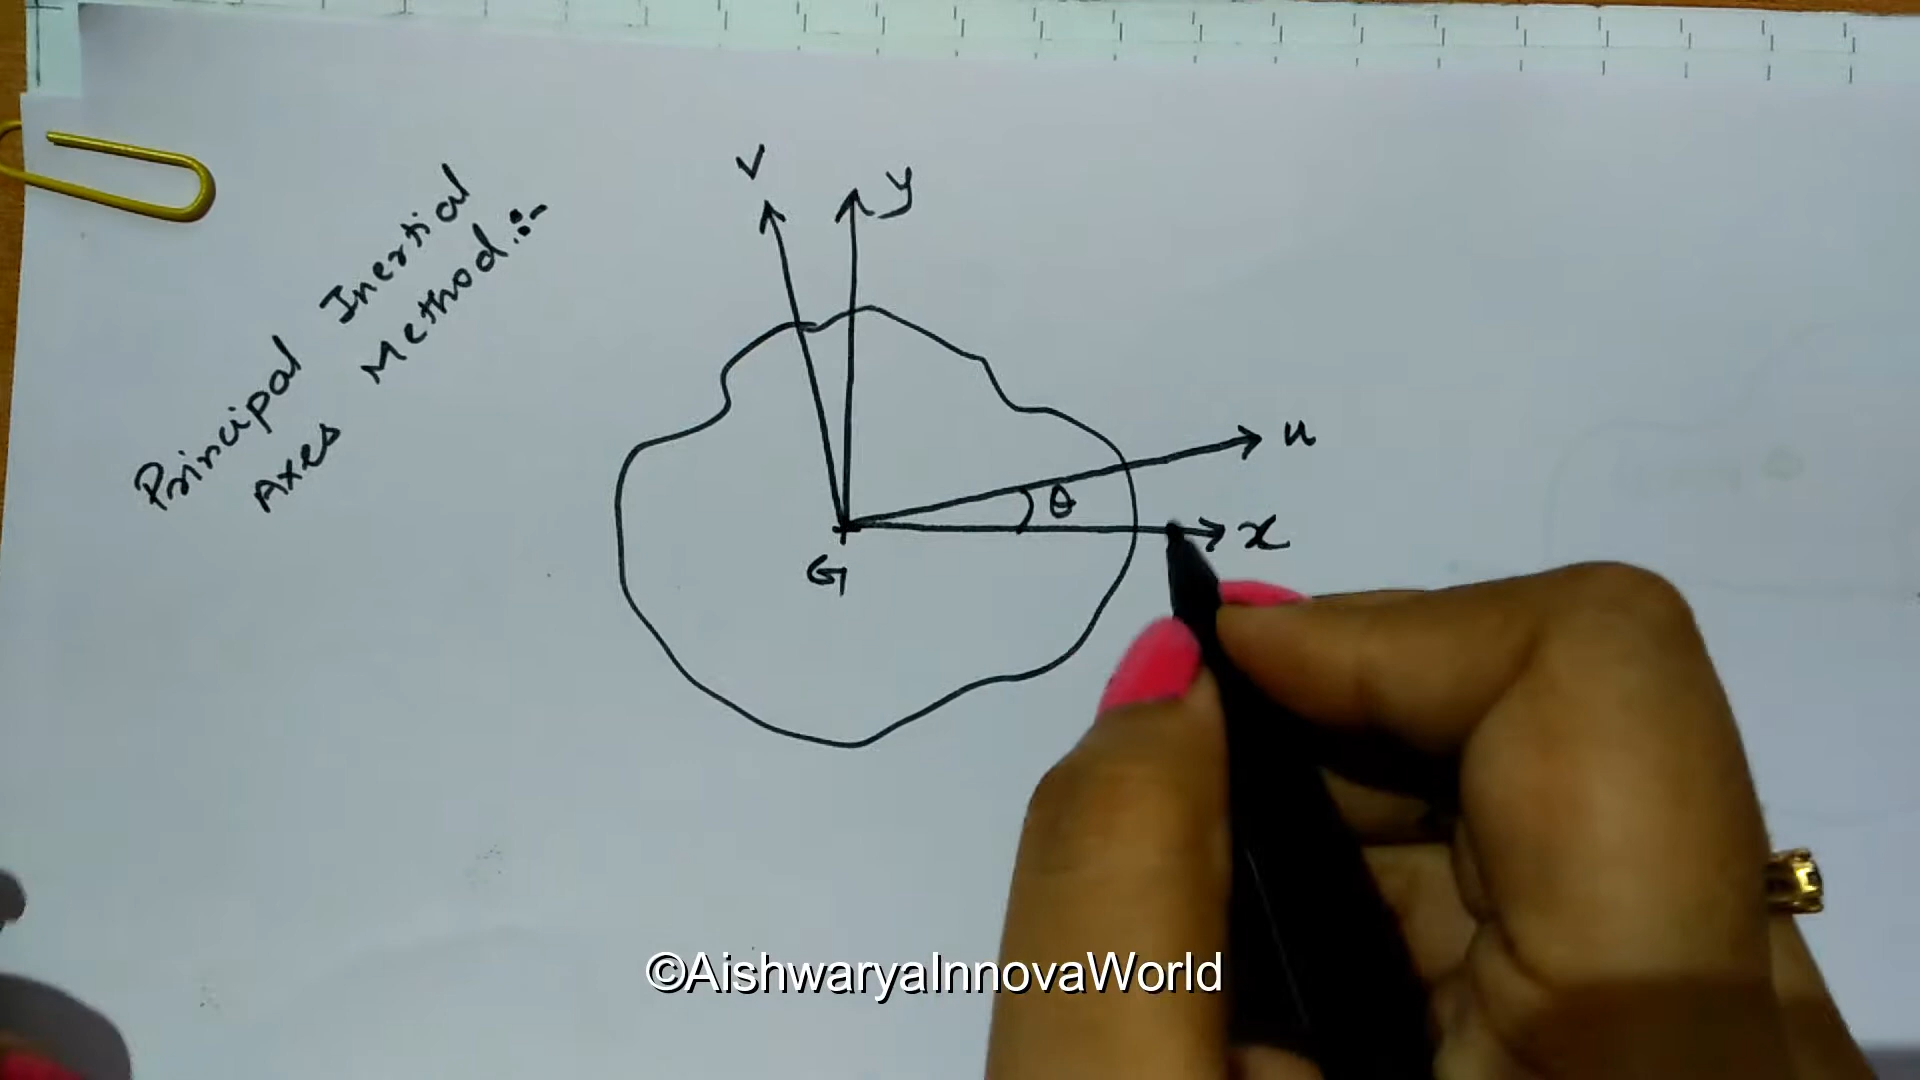 Principal Inertial
Axes Method :-
v
y
u
θ
x
G
©AishwaryaInnovaWorld